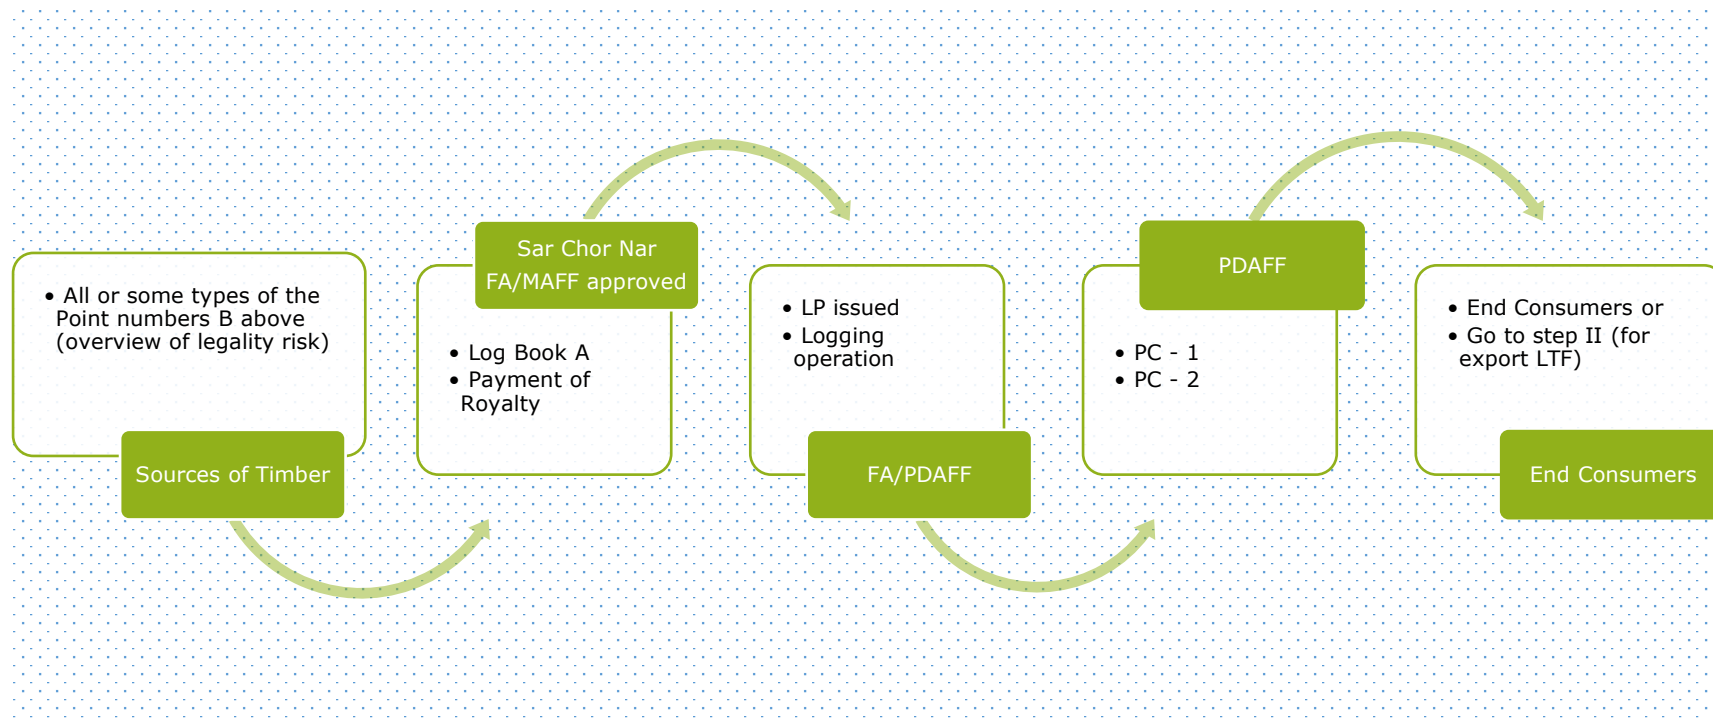 • All or some types of the
Point numbers B above
(overview of legality risk)
Sources of Timber
Sar Chor Nar
FA/MAFF approved
• Log Book A
• Payment of
Royalty
• LP issued
• Logging
operation
FA/PDAFF
PDAFF
• PC - 1
• PC - 2
• End Consumers or
• Go to step II (for
export LTF)
End Consumers